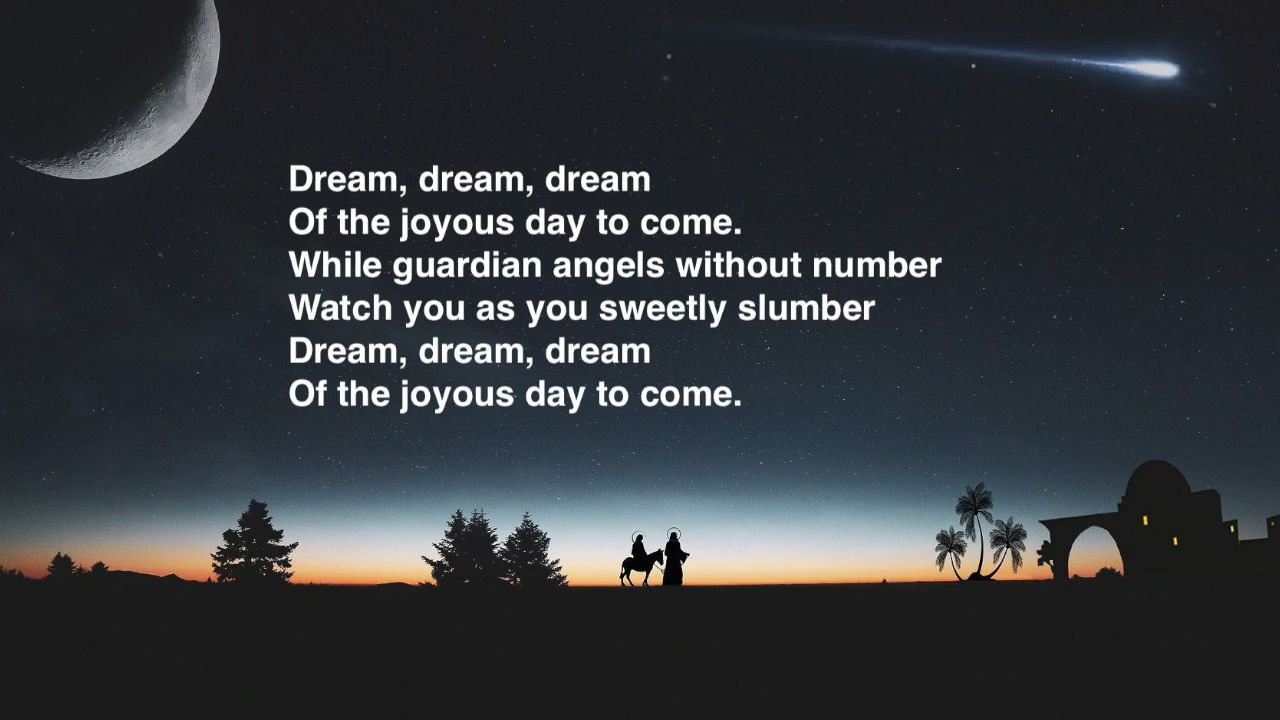 Dream, dream, dream
Of the joyous day to come.
While guardian angels without number
Watch you as you sweetly slumber
Dream, dream, dream
Of the joyous day to come.